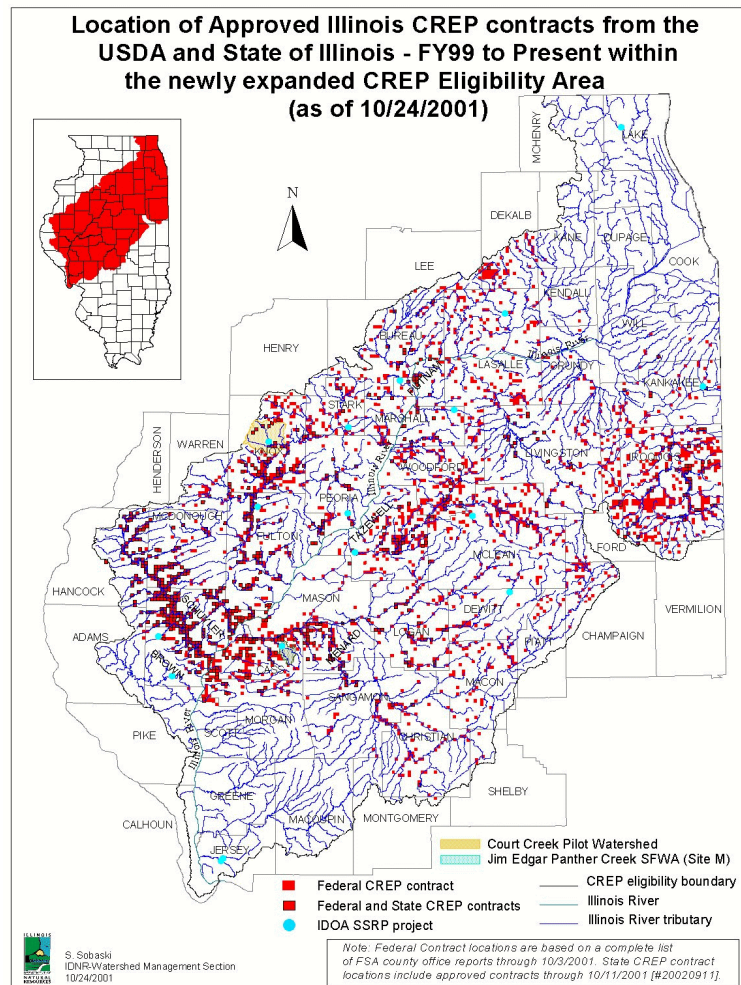 Location of Approved Illinois CREP contracts from the
USDA and State of Illinois - FY99 to Present within
the newly expanded CREP Eligibility Area
(as of 10/24/2001)
N
MCHENRY
LAKE
DEKALB
KANE
DUPAGE
COOK
LEE
KENDALL
WILL
BUREAU
HENRY
Illinois River
LASALLE
GRUNDY
PUTNAM
KANKAKEE
STARK
MARSHALL
HENDERSON
WARREN
KNOX
LIVINGSTON
IROQUOIS
WOODFORD
Illinois River
PEORIA
TAZEWELL
MCDONOUGH
FULTON
FORD
MCLEAN
HANCOCK
MASON
VERMILION
SCHUYLER
DEWITT
ADAMS
MENARD
LOGAN
PIATT
CHAMPAIGN
BROWN
CASS
MACON
SANGAMON
MORGAN
PIKE
SCOTT
Illinois River
CHRISTIAN
GREENE
SHELBY
CALHOUN
MACOUPIN
MONTGOMERY
JERSEY
Court Creek Pilot Watershed
Jim Edgar Panther Creek SFWA (Site M)
Federal CREP contract
CREP eligibility boundary
Federal and State CREP contracts
Illinois River
IDOA SSRP project
Illinois River tributary
ILLINOIS
NATURAL
RESOURCES
S. Sobaski
IDNR-Watershed Management Section
10/24/2001
Note: Federal Contract locations are based on a complete list
of FSA county office reports through 10/3/2001. State CREP contract
locations include approved contracts through 10/11/2001 [#20020911].